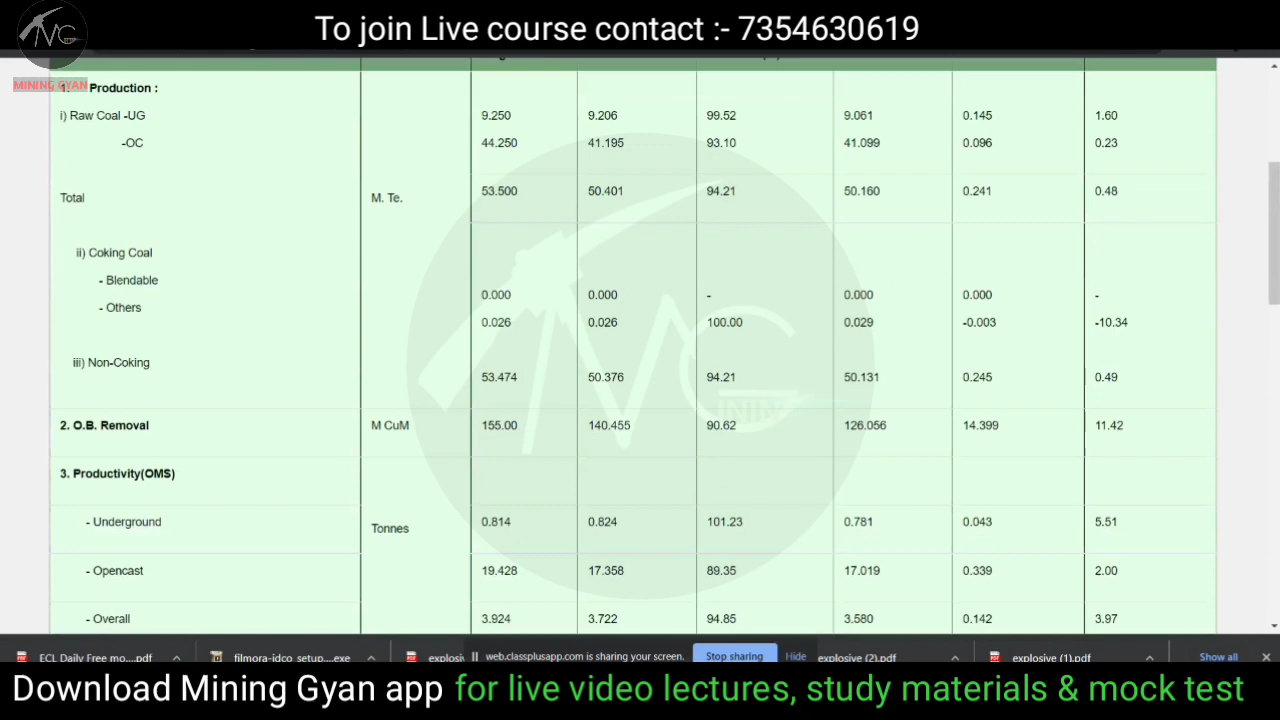 To join Live course contact :- 7354630619
MINING GYAN
1. Production :
i) Raw Coal -UG 9.250 9.206 99.52 9.061 0.145 1.60
-OC 44.250 41.195 93.10 41.099 0.096 0.23
Total M. Te. 53.500 50.401 94.21 50.160 0.241 0.48
ii) Coking Coal
- Blendable 0.000 0.000 - 0.000 0.000 -
- Others 0.026 0.026 100.00 0.029 -0.003 -10.34
iii) Non-Coking 53.474 50.376 94.21 50.131 0.245 0.49
2. O.B. Removal M CuM 155.00 140.455 90.62 126.056 14.399 11.42
3. Productivity(OMS)
- Underground Tonnes 0.814 0.824 101.23 0.781 0.043 5.51
- Opencast 19.428 17.358 89.35 17.019 0.339 2.00
- Overall 3.924 3.722 94.85 3.580 0.142 3.97
ECL Daily Free mo....pdf filmora-idco_setup....exe explosiv web.classplusapp.com is sharing your screen. Stop sharing Hide explosive (2).pdf explosive (1).pdf Show all
Download Mining Gyan app for live video lectures, study materials & mock test